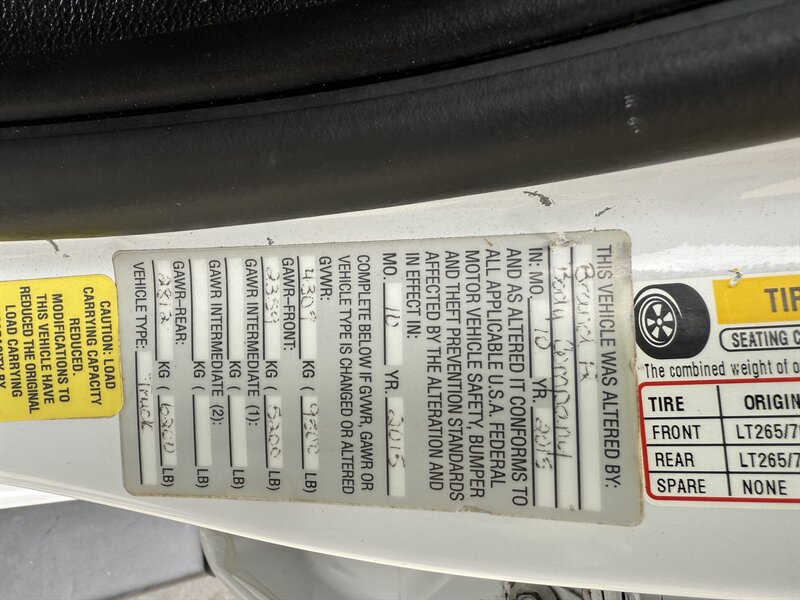 CAUTION: LOAD
CARRYING CAPACITY
REDUCED.
MODIFICATIONS TO
THIS VEHICLE HAVE
REDUCED THE ORIGINAL
LOAD CARRYING
THIS VEHICLE WAS ALTERED BY:
Body Company
IN: MO. 10 YR. 2015
AND AS ALTERED IT CONFORMS TO
ALL APPLICABLE U.S.A. FEDERAL
MOTOR VEHICLE SAFETY, BUMPER
AND THEFT PREVENTION STANDARDS
AFFECTED BY THE ALTERATION AND
IN EFFECT IN:
MO. 10 YR. 2015
COMPLETE BELOW IF GVWR, GAWR OR
VEHICLE TYPE IS CHANGED OR ALTERED
GVWR:
4309 KG ( 9500 LB)
GAWR-FRONT:
2359 KG ( 5200 LB)
GAWR INTERMEDIATE (1):
KG ( LB)
GAWR INTERMEDIATE (2):
KG ( LB)
GAWR-REAR:
2812 KG ( 6200 LB)
VEHICLE TYPE: Truck
SEATING
The combined weight of
TIRE
FRONT LT265/7
REAR LT265/7
SPARE NONE